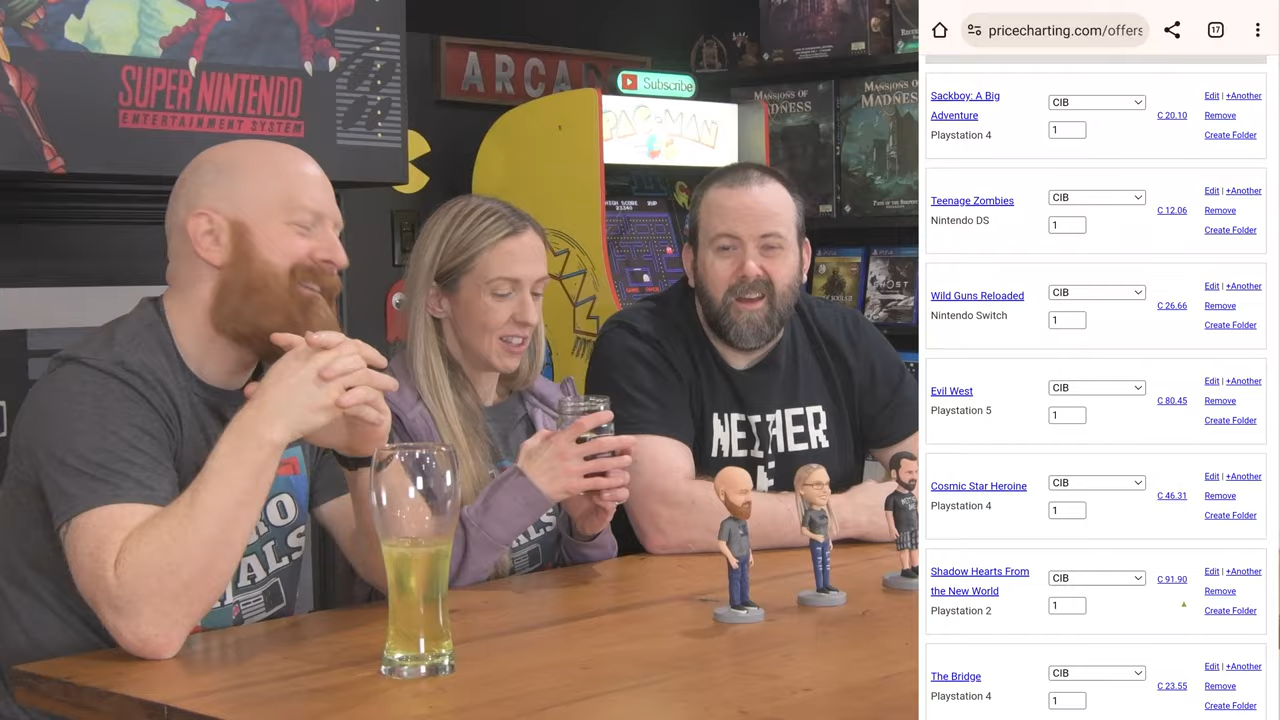 SUPER NINTENDO
ENTERTAINMENT SYSTEM
ARCA
Subscribe
PAC-MAN
MANSIONS
OF
MADNESS
MANSIONS OF
MADNESS
HIGH SCORE 2UP
23340
GHOST
NEITHER
17
pricecharting.com/offers
Sackboy: A Big
Adventure
Playstation 4
CIB
1
C 20.10
Edit | +Another
Remove
Create Folder
Teenage Zombies
Nintendo DS
CIB
1
C 12.06
Edit | +Another
Remove
Create Folder
Wild Guns Reloaded
Nintendo Switch
CIB
1
C 26.66
Edit | +Another
Remove
Create Folder
Evil West
Playstation 5
CIB
1
C 80.45
Edit | +Another
Remove
Create Folder
Cosmic Star Heroine
Playstation 4
CIB
1
C 46.31
Edit | +Another
Remove
Create Folder
Shadow Hearts From
the New World
Playstation 2
CIB
1
C 91.90
Edit | +Another
Remove
Create Folder
The Bridge
Playstation 4
CIB
1
C 23.55
Edit | +Another
Remove
Create Folder